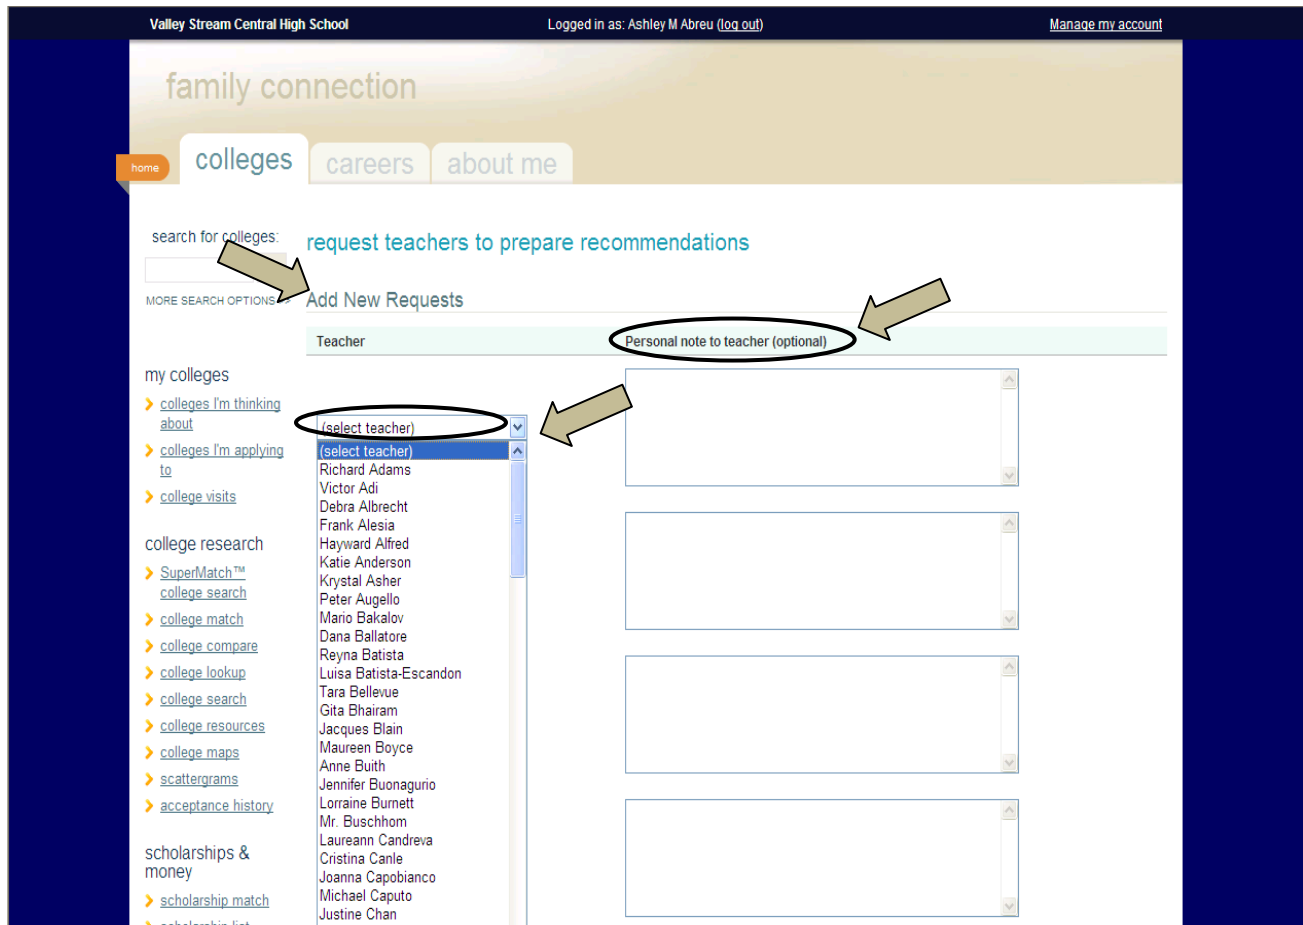 Valley Stream Central High School
Logged in as: Ashley M Abreu (log out)
Manage my account
family connection
home
colleges
careers
about me
search for colleges:
MORE SEARCH OPTIONS
request teachers to prepare recommendations
Add New Requests
Teacher
Personal note to teacher (optional)
my colleges
colleges I'm thinking
about
colleges I'm applying
to
college visits
college research
SuperMatch™
college search
college match
college compare
college lookup
college search
college resources
college maps
scattergrams
acceptance history
scholarships &
money
scholarship match
scholarship list
(select teacher)
(select teacher)
Richard Adams
Victor Adi
Debra Albrecht
Frank Alesia
Hayward Alfred
Katie Anderson
Krystal Asher
Peter Augello
Mario Bakalov
Dana Ballatore
Reyna Batista
Luisa Batista-Escandon
Tara Bellevue
Gita Bhairam
Jacques Blain
Maureen Boyce
Anne Buith
Jennifer Buonagurio
Lorraine Burnett
Mr. Buschhom
Laureann Candreva
Cristina Canle
Joanna Capobianco
Michael Caputo
Justine Chan